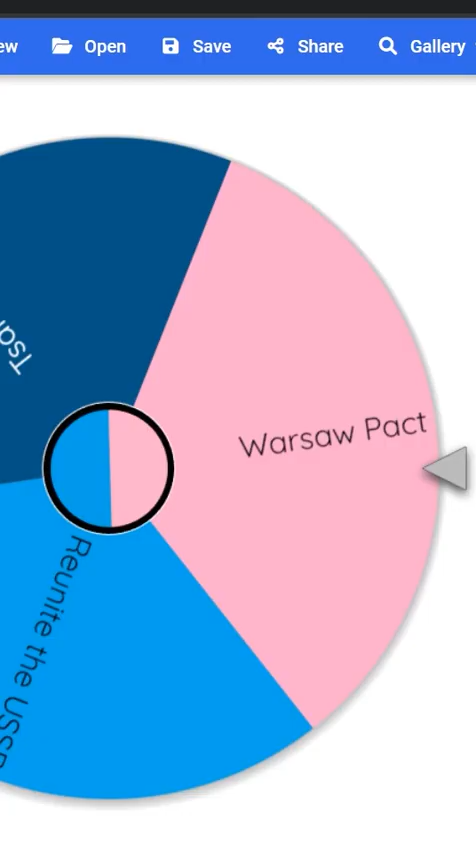 Open
Save
Share
Gallery
Warsaw Pact
Reunite the USSR